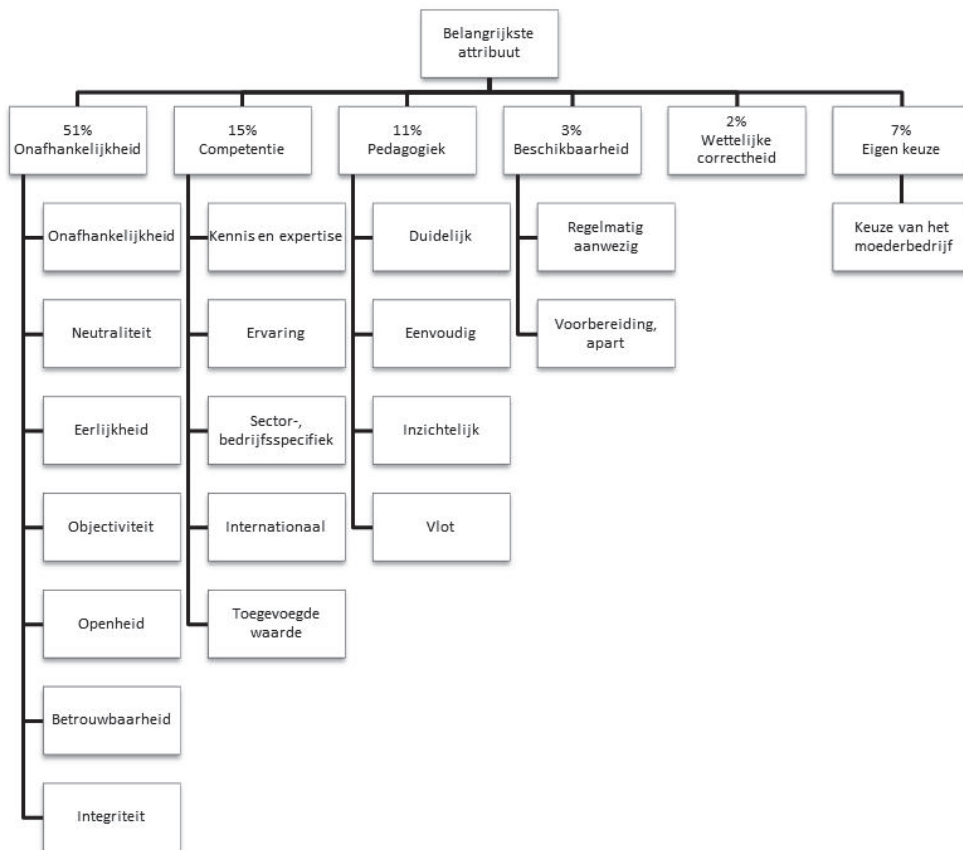 Belangrijkste
attribuut
51%
Onafhankelijkheid
Onafhankelijkheid
Neutraliteit
Eerlijkheid
Objectiviteit
Openheid
Betrouwbaarheid
Integriteit
15%
Competentie
Kennis en expertise
Ervaring
Sector-,
bedrijfsspecifiek
Internationaal
Toegevoegde
waarde
11%
Pedagogiek
Duidelijk
Eenvoudig
Inzichtelijk
Vlot
3%
Beschikbaarheid
Regelmatig
aanwezig
Voorbereiding,
apart
2%
Wettelijke
correctheid
7%
Eigen keuze
Keuze van het
moederbedrijf